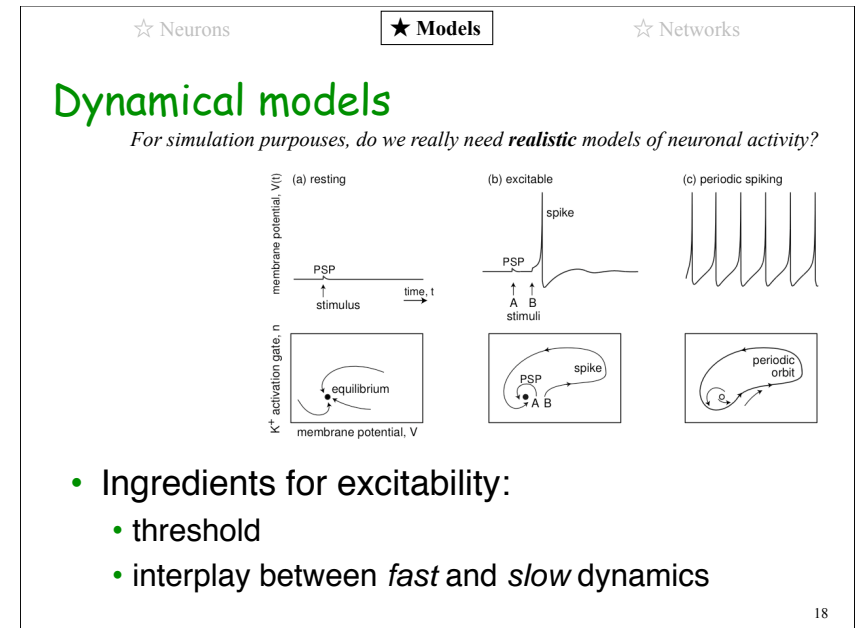 ☆ Neurons ★ Models ☆ Networks
Dynamical models
For simulation purpouses, do we really need realistic models of neuronal activity?
(a) resting
(b) excitable
(c) periodic spiking
membrane potential, V(t)
PSP
stimulus
time, t
spike
PSP
A B
stimuli
K+ activation gate, n
equilibrium
membrane potential, V
PSP
spike
A B
periodic
orbit
• Ingredients for excitability:
• threshold
• interplay between fast and slow dynamics
18